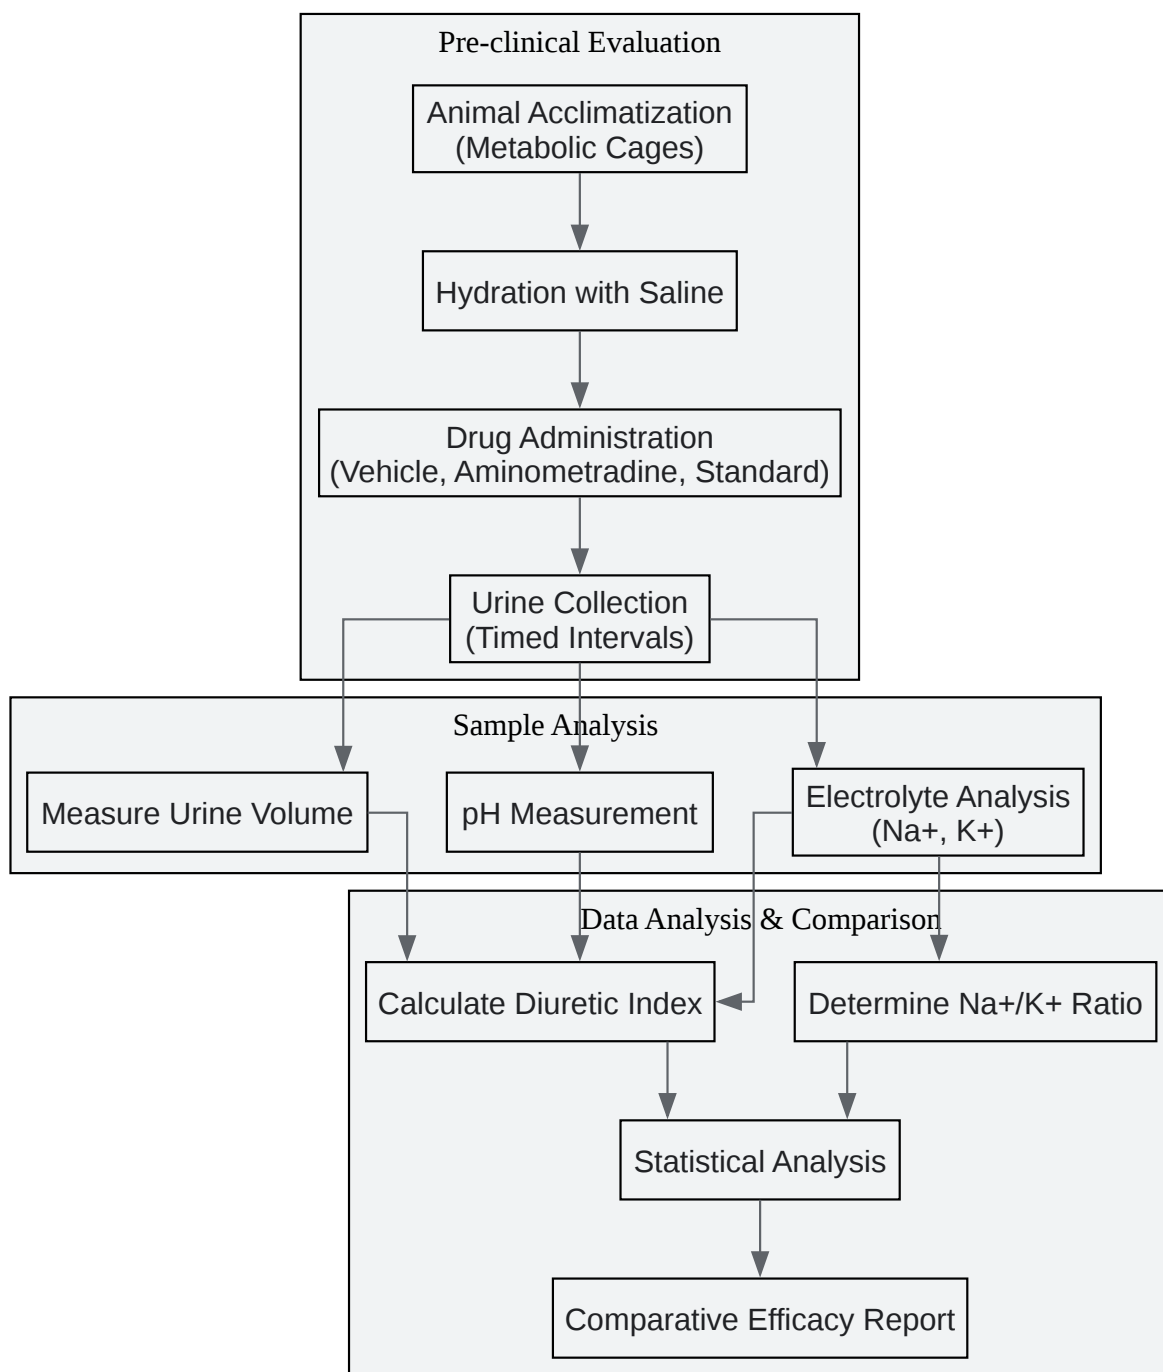 Pre-clinical Evaluation
Animal Acclimatization
(Metabolic Cages)
Hydration with Saline
Drug Administration
(Vehicle, Aminometradine, Standard)
Urine Collection
(Timed Intervals)
Sample Analysis
Measure Urine Volume
pH Measurement
Electrolyte Analysis
(Na+, K+)
Data Analysis & Comparison
Calculate Diuretic Index
Determine Na+/K+ Ratio
Statistical Analysis
Comparative Efficacy Report